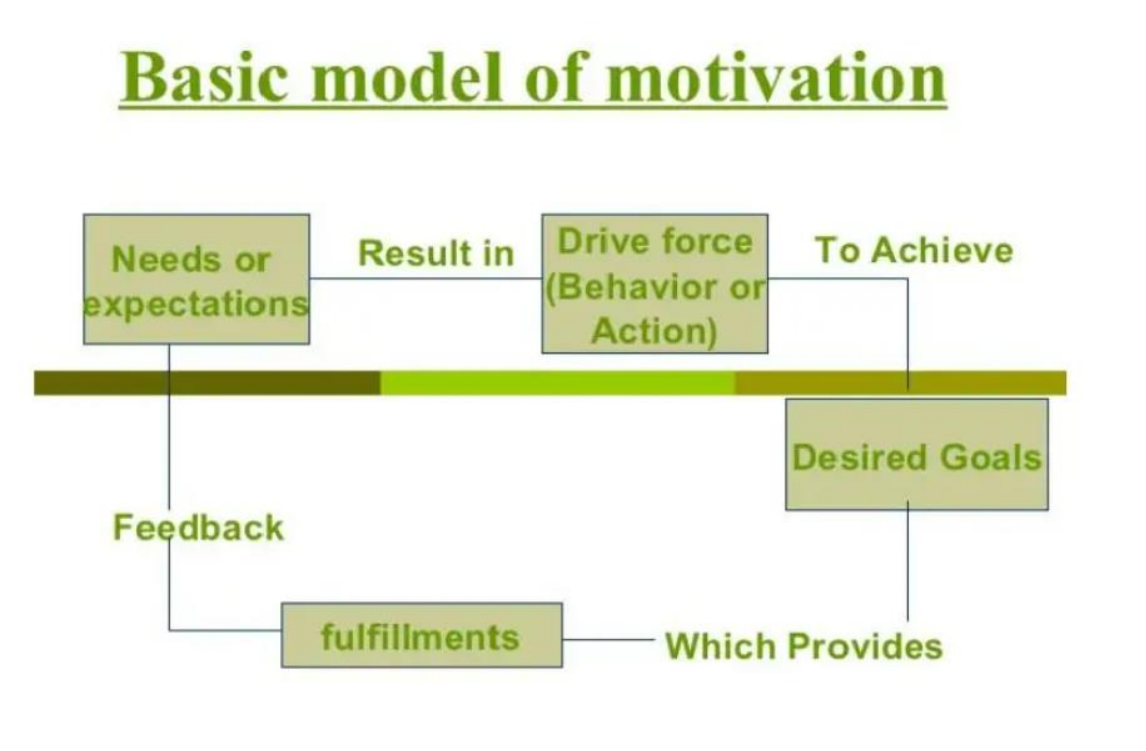 Basic model of motivation
Needs or
expectations
Result in
Drive force
(Behavior or
Action)
To Achieve
Desired Goals
Which Provides
fulfillments
Feedback